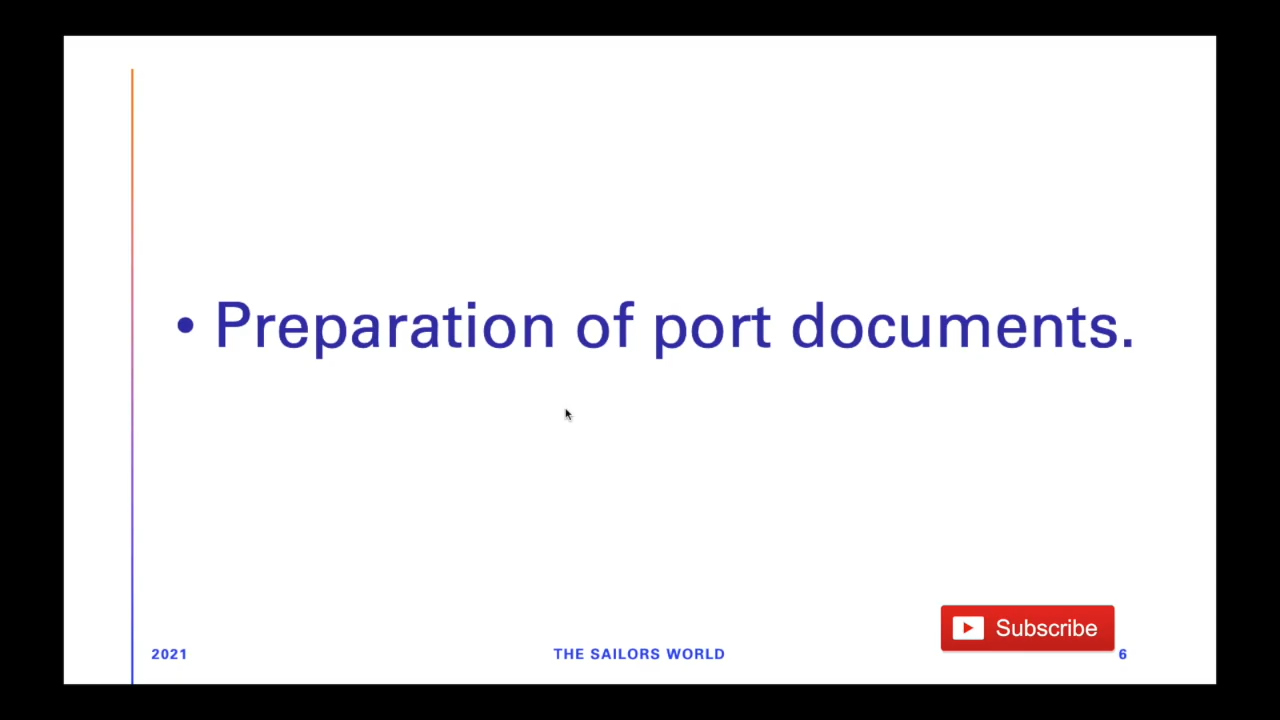 • Preparation of port documents.
Subscribe
2021 THE SAILORS WORLD 6